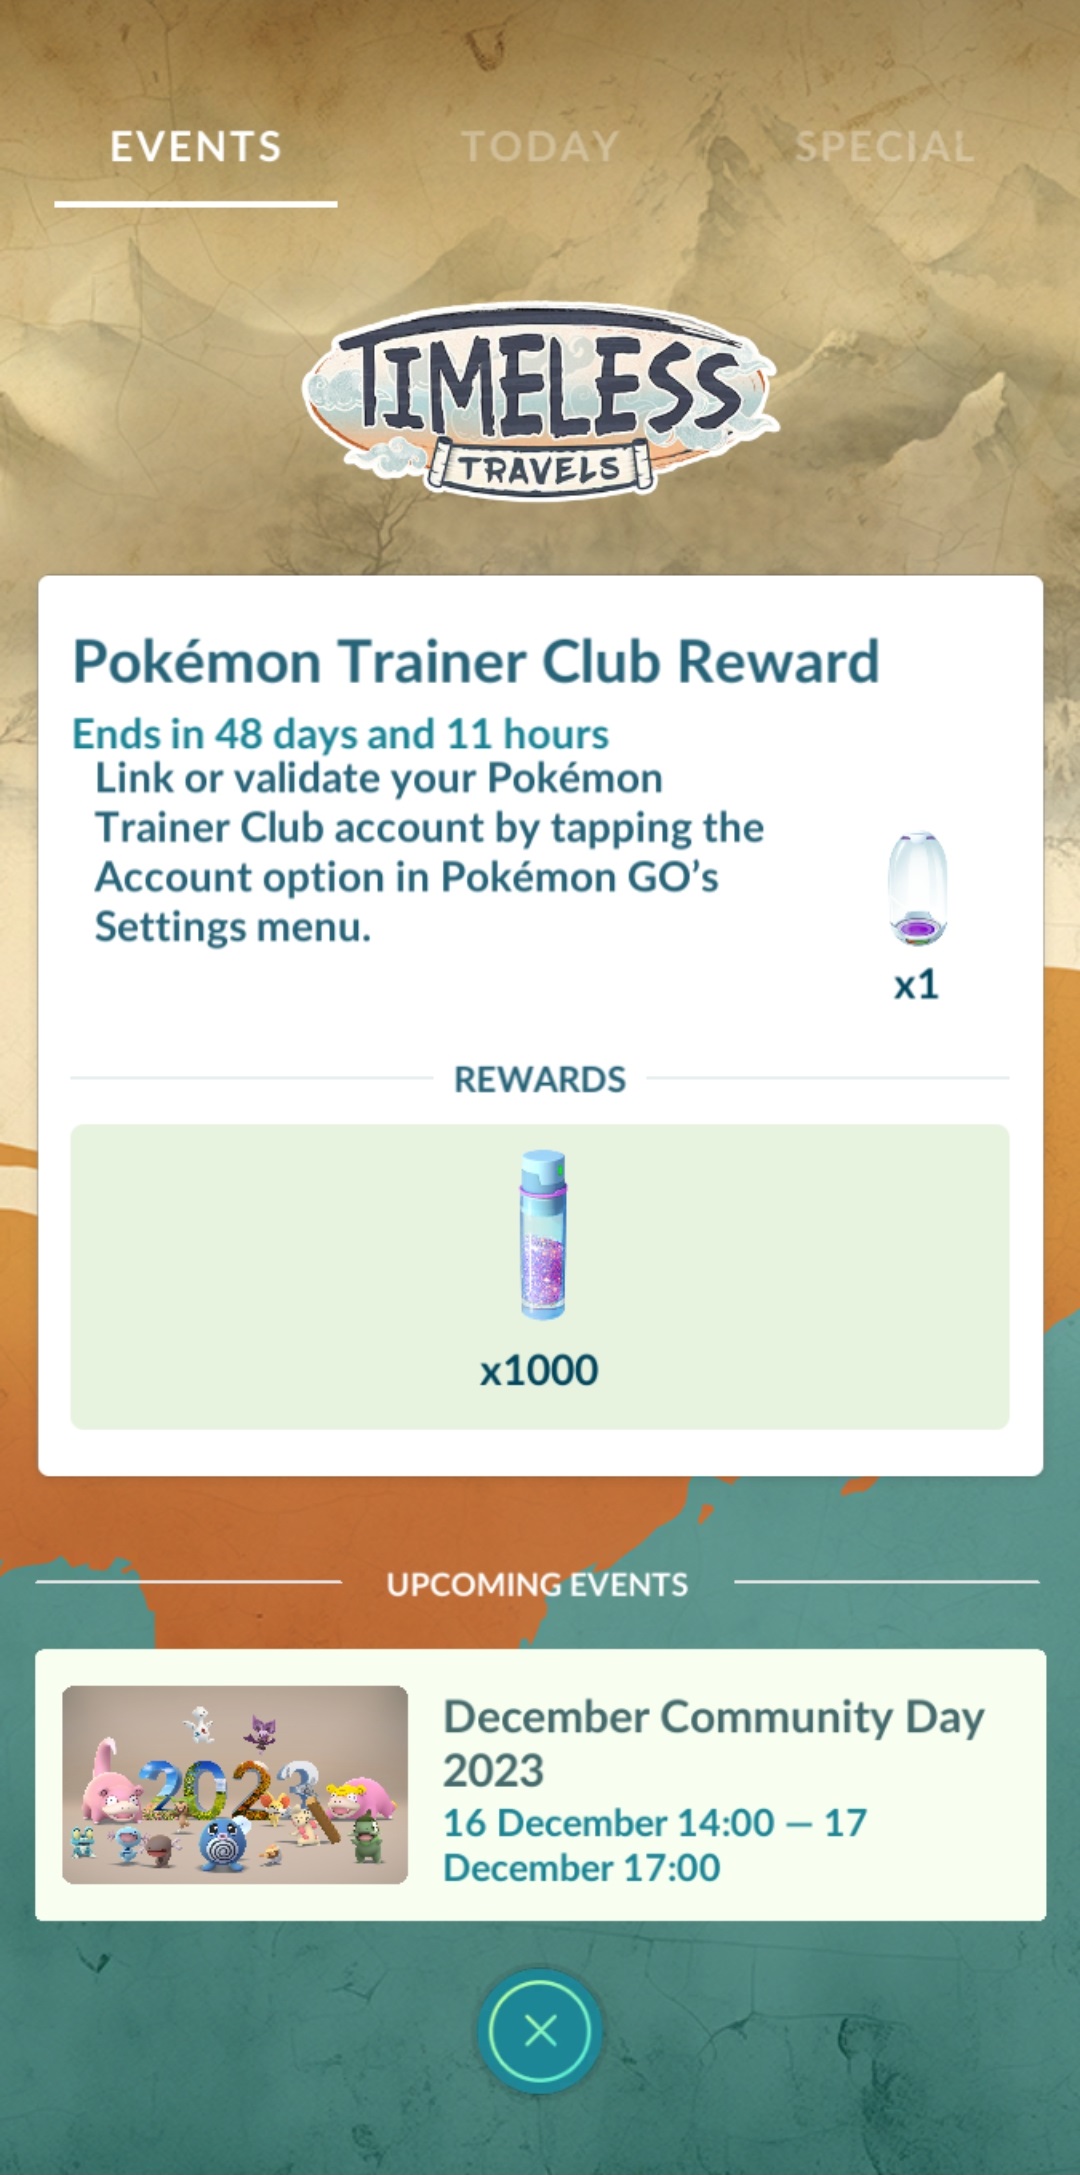 EVENTS
TODAY
SPECIAL
TIMELESS
TRAVELS
Pokémon Trainer Club Reward
Ends in 48 days and 11 hours
Link or validate your Pokémon
Trainer Club account by tapping the
Account option in Pokémon GO’s
Settings menu.
x1
REWARDS
x1000
UPCOMING EVENTS
2023
December Community Day
2023
16 December 14:00 – 17
December 17:00